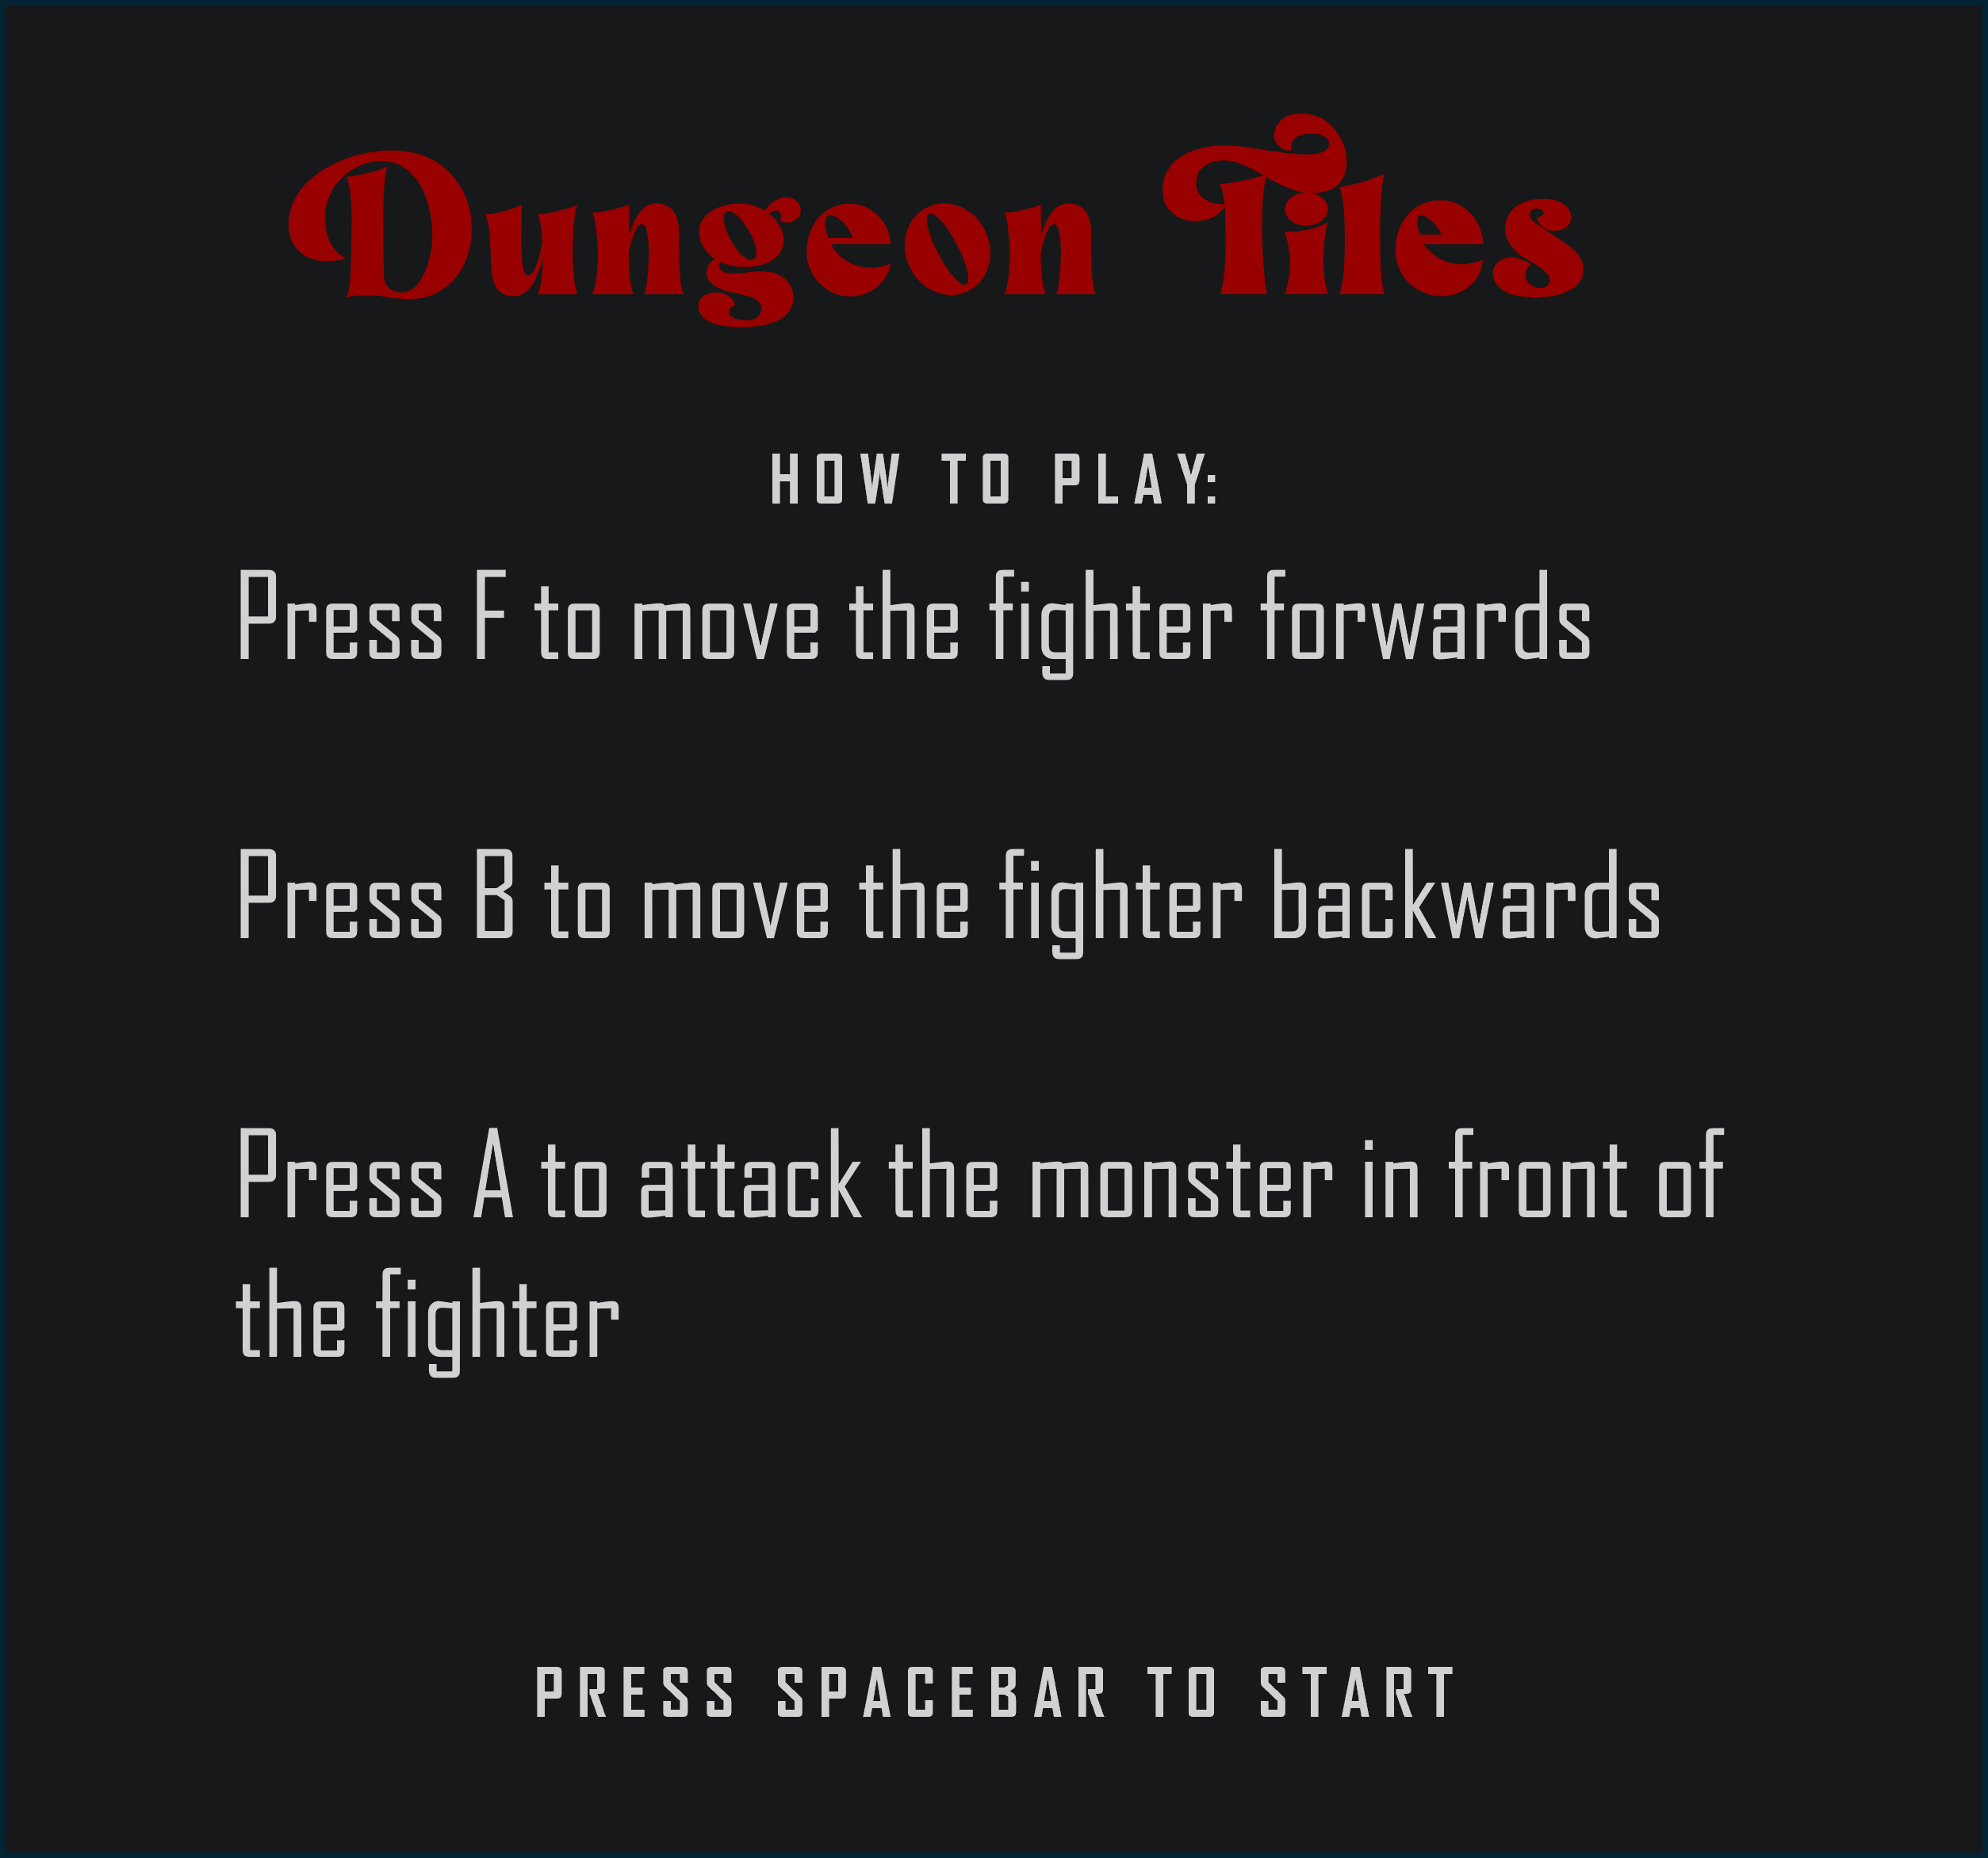 Dungeon Tiles
HOW TO PLAY:
Press F to move the fighter forwards
Press B to move the fighter backwards
Press A to attack the monster in front of
the fighter
PRESS SPACEBAR TO START